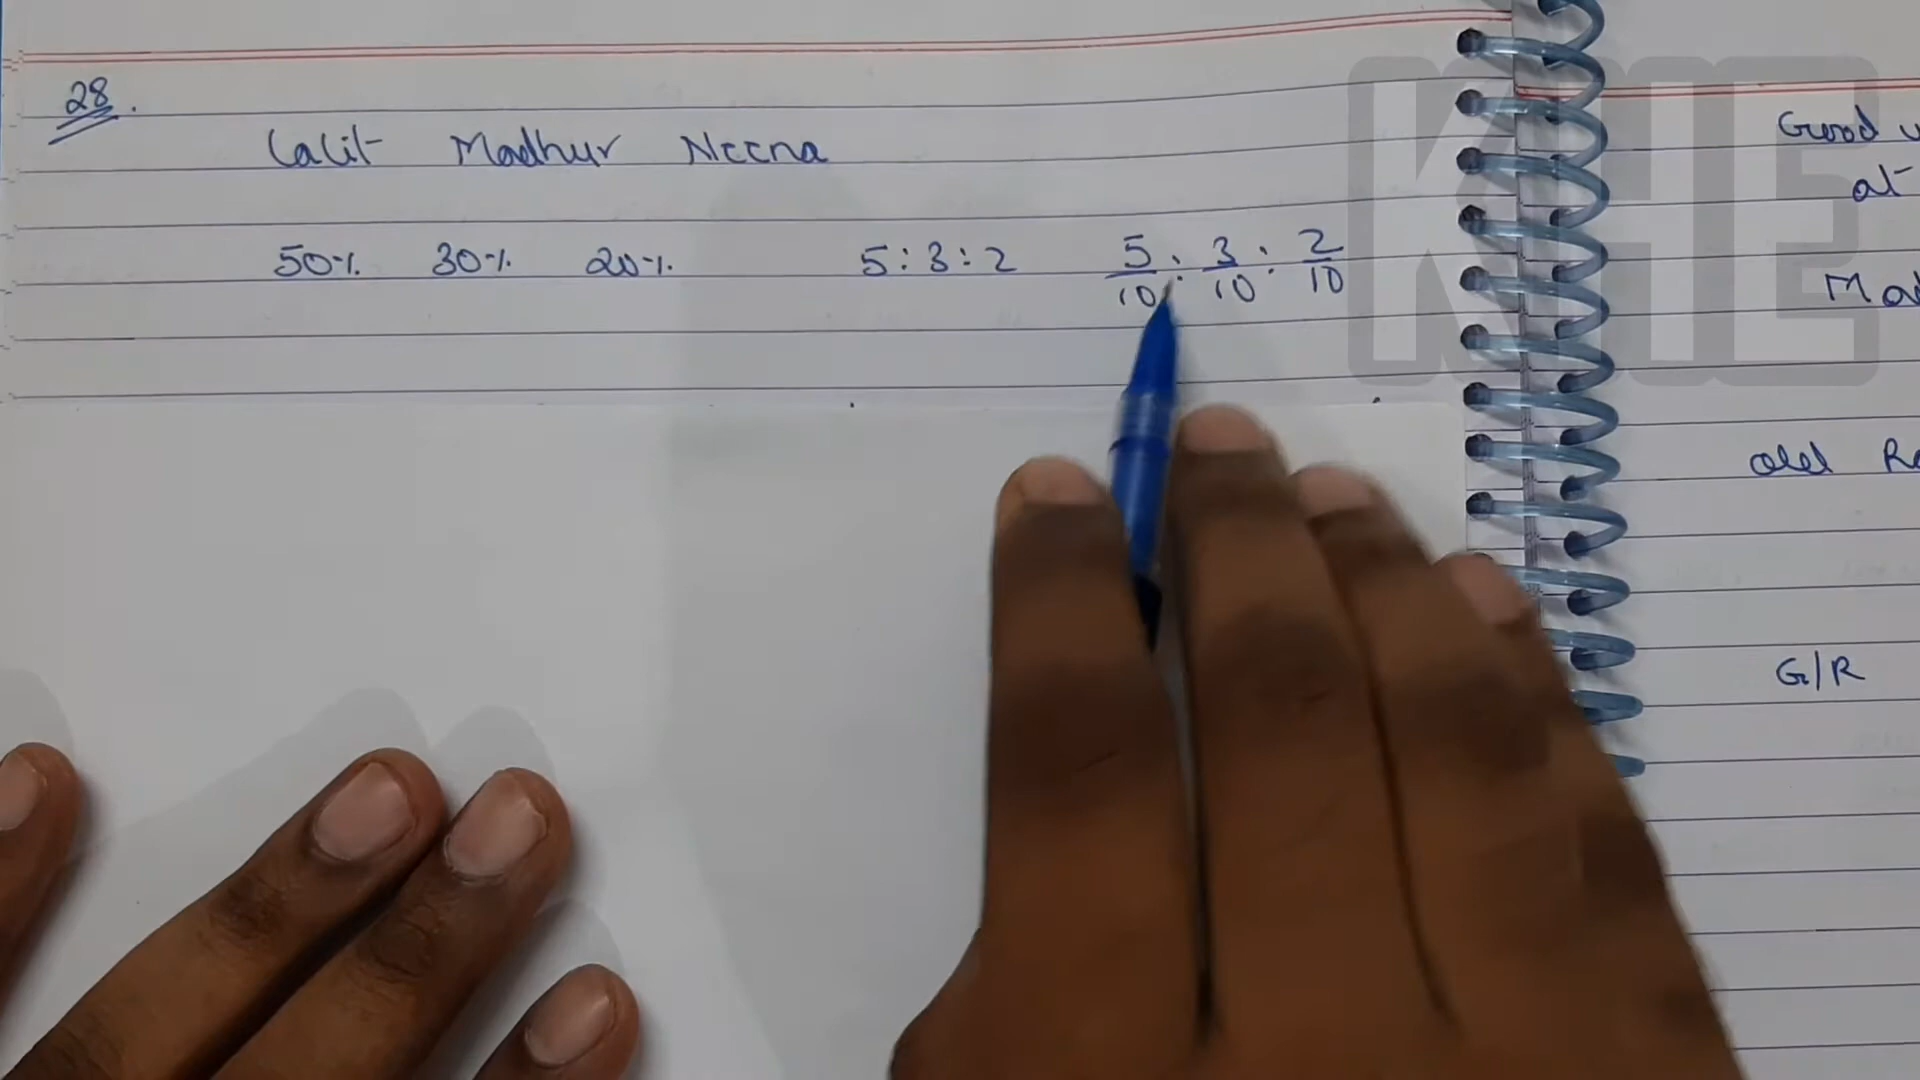 28.
Lalit Madhur Neena
50% 30% 20% 5:3:2 5/10 : 3/10 : 2/10
KHE
Good
at
old
G/R